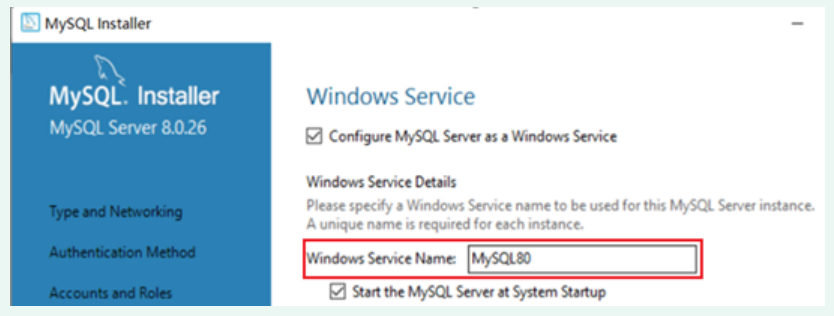 MySQL Installer
MySQL. Installer
MySQL Server 8.0.26
Type and Networking
Authentication Method
Accounts and Roles
Windows Service
Configure MySQL Server as a Windows Service
Windows Service Details
Please specify a Windows Service name to be used for this MySQL Server instance.
A unique name is required for each instance.
Windows Service Name: MySQL80
Start the MySQL Server at System Startup